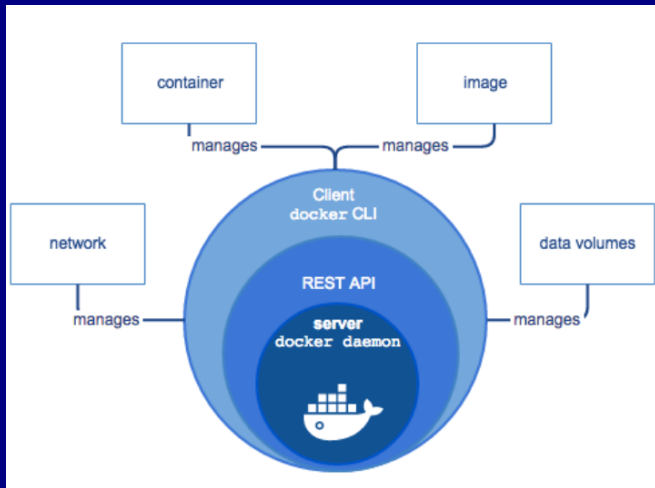 container
image
manages
manages
Client
docker CLI
network
data volumes
REST API
server
docker daemon
manages
manages